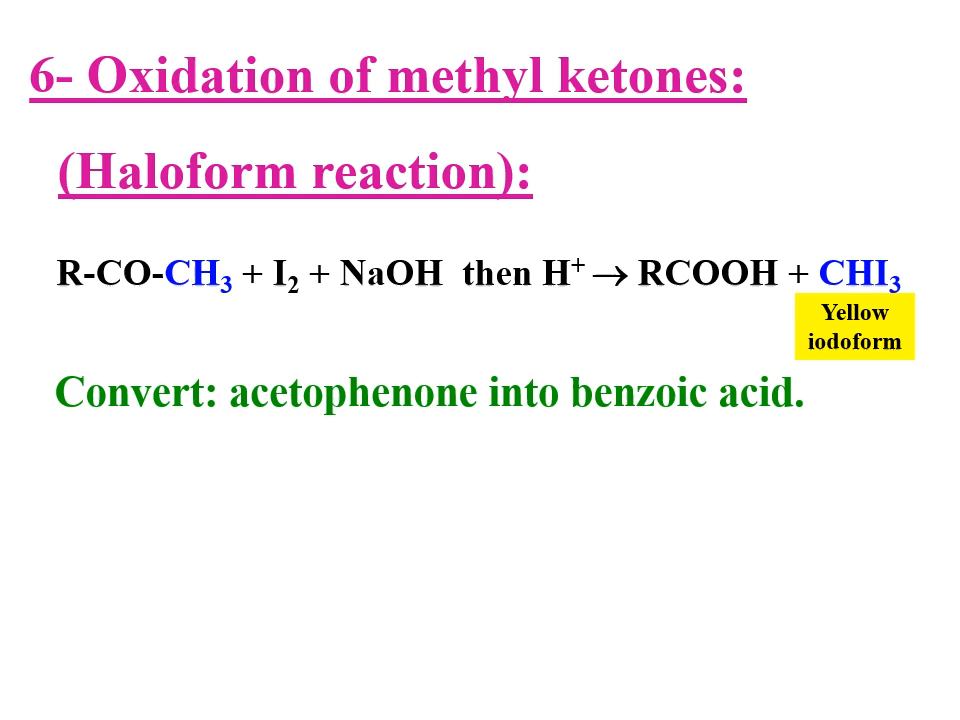 6- Oxidation of methyl ketones:
(Haloform reaction):
R-CO-CH₃ + I₂ + NaOH then H⁺ → RCOOH + CHI₃
Yellow
iodoform
Convert: acetophenone into benzoic acid.